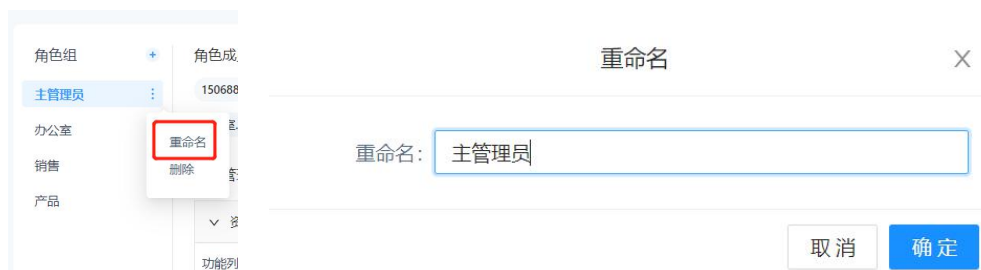 角色组 +
角色成
主管理员
150688
办公室
重命名
销售
删除
产品
功能列
重命名
重命名：
主管理员
取 消
确 定